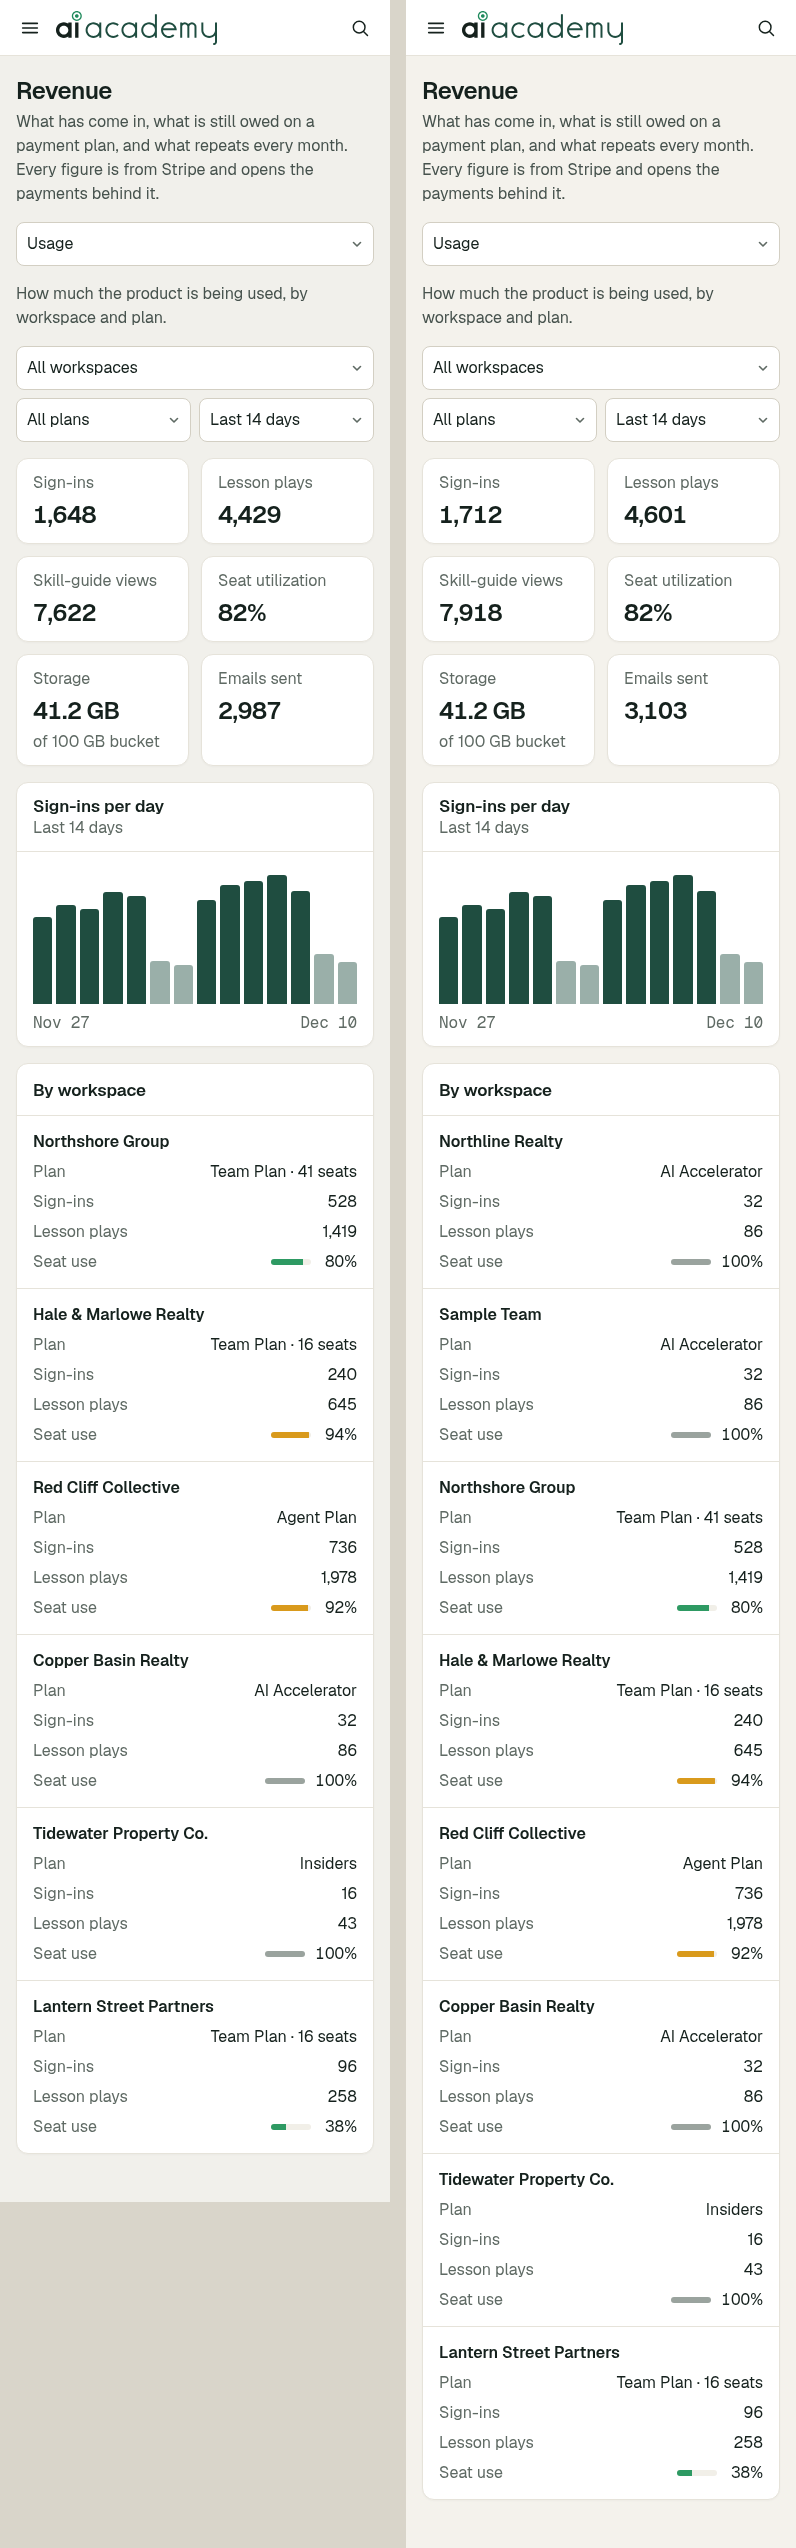 ai academy
Revenue
What has come in, what is still owed on a
payment plan, and what repeats every month.
Every figure is from Stripe and opens the
payments behind it.
Usage
How much the product is being used, by
workspace and plan.
All workspaces
All plans
Last 14 days
Sign-ins
1,648
Lesson plays
4,429
Skill-guide views
7,622
Seat utilization
82%
Storage
41.2 GB
of 100 GB bucket
Emails sent
2,987
Sign-ins per day
Last 14 days
Nov 27
Dec 10
By workspace
Northshore Group
Plan Team Plan · 41 seats
Sign-ins 528
Lesson plays 1,419
Seat use 80%
Hale & Marlowe Realty
Plan Team Plan · 16 seats
Sign-ins 240
Lesson plays 645
Seat use 94%
Red Cliff Collective
Plan Agent Plan
Sign-ins 736
Lesson plays 1,978
Seat use 92%
Copper Basin Realty
Plan AI Accelerator
Sign-ins 32
Lesson plays 86
Seat use 100%
Tidewater Property Co.
Plan Insiders
Sign-ins 16
Lesson plays 43
Seat use 100%
Lantern Street Partners
Plan Team Plan · 16 seats
Sign-ins 96
Lesson plays 258
Seat use 38%
ai academy
Revenue
What has come in, what is still owed on a
payment plan, and what repeats every month.
Every figure is from Stripe and opens the
payments behind it.
Usage
How much the product is being used, by
workspace and plan.
All workspaces
All plans
Last 14 days
Sign-ins
1,712
Lesson plays
4,601
Skill-guide views
7,918
Seat utilization
82%
Storage
41.2 GB
of 100 GB bucket
Emails sent
3,103
Sign-ins per day
Last 14 days
Nov 27
Dec 10
By workspace
Northline Realty
Plan AI Accelerator
Sign-ins 32
Lesson plays 86
Seat use 100%
Sample Team
Plan AI Accelerator
Sign-ins 32
Lesson plays 86
Seat use 100%
Northshore Group
Plan Team Plan · 41 seats
Sign-ins 528
Lesson plays 1,419
Seat use 80%
Hale & Marlowe Realty
Plan Team Plan · 16 seats
Sign-ins 240
Lesson plays 645
Seat use 94%
Red Cliff Collective
Plan Agent Plan
Sign-ins 736
Lesson plays 1,978
Seat use 92%
Copper Basin Realty
Plan AI Accelerator
Sign-ins 32
Lesson plays 86
Seat use 100%
Tidewater Property Co.
Plan Insiders
Sign-ins 16
Lesson plays 43
Seat use 100%
Lantern Street Partners
Plan Team Plan · 16 seats
Sign-ins 96
Lesson plays 258
Seat use 38%